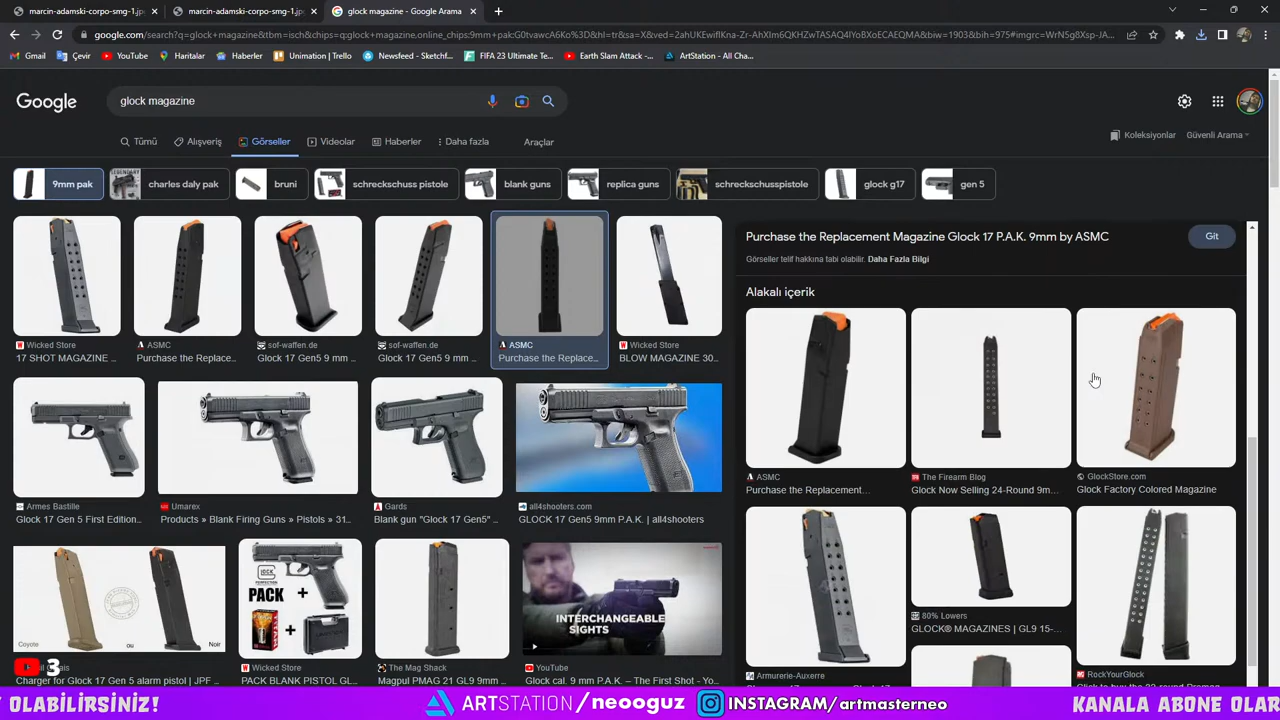 marcin-adamski-corpo-smg-1.jpç
marcin-adamski-corpo-smg-1.jpç
glock magazine - Google Arama
google.com/search?q=glock+magazine&tbm=isch&chips=q:glock+magazine,online_chips:9mm+
Gmail
Çevir
YouTube
Haritalar
Haberler
Unimation | Trello
Newsfeed - Sketchf...
FIFA 23 Ultimate Te...
Earth Slam Attack -...
ArtStation - All Cha...
Google
glock magazine
Tümü
Alışveriş
Görseller
Videolar
Haberler
Daha fazla
Araçlar
Koleksiyonlar
Güvenli Arama
9mm pak
charles daly pak
bruni
schreckschuss pistole
blank guns
replica guns
schreckschusspistole
glock g17
gen 5
Wicked Store
17 SHOT MAGAZINE ...
ASMC
Purchase the Replace...
sof-waffen.de
Glock 17 Gen5 9 mm ...
sof-waffen.de
Glock 17 Gen5 9 mm ...
ASMC
Purchase the Replace...
Wicked Store
BLOW MAGAZINE 30...
Armes Bastille
Glock 17 Gen 5 First Edition...
Umarex
Products » Blank Firing Guns » Pistols » 31...
Gards
Blank gun "Glock 17 Gen5" ...
all4shooters.com
GLOCK 17 Gen5 9mm P.A.K. | all4shooters
Coyote
ou
Noir
Charger for Glock 17 Gen 5 alarm pistol | JPF ...
PERFECTION
PACK
+
+
Wicked Store
PACK BLANK PISTOL GL...
The Mag Shack
Magpul PMAG 21 GL9 9mm ...
INTERCHANGEABLE
SIGHTS
YouTube
Glock cal. 9 mm P.A.K. – The First Shot - Yo...
Purchase the Replacement Magazine Glock 17 P.A.K. 9mm by ASMC
Git
Görseller telif hakkına tabi olabilir. Daha Fazla Bilgi
Alakalı içerik
ASMC
Purchase the Replacement...
The Firearm Blog
Glock Now Selling 24-Round 9m...
GlockStore.com
Glock Factory Colored Magazine
Armurerie-Auxerre
80% Lowers
GLOCK® MAGAZINES | GL9 15-...
RockYourGlock
3
OLABİLİRSİNİZ!
ARTSTATION/neooguz
INSTAGRAM/artmasterneo
KANALA ABONE OLAR